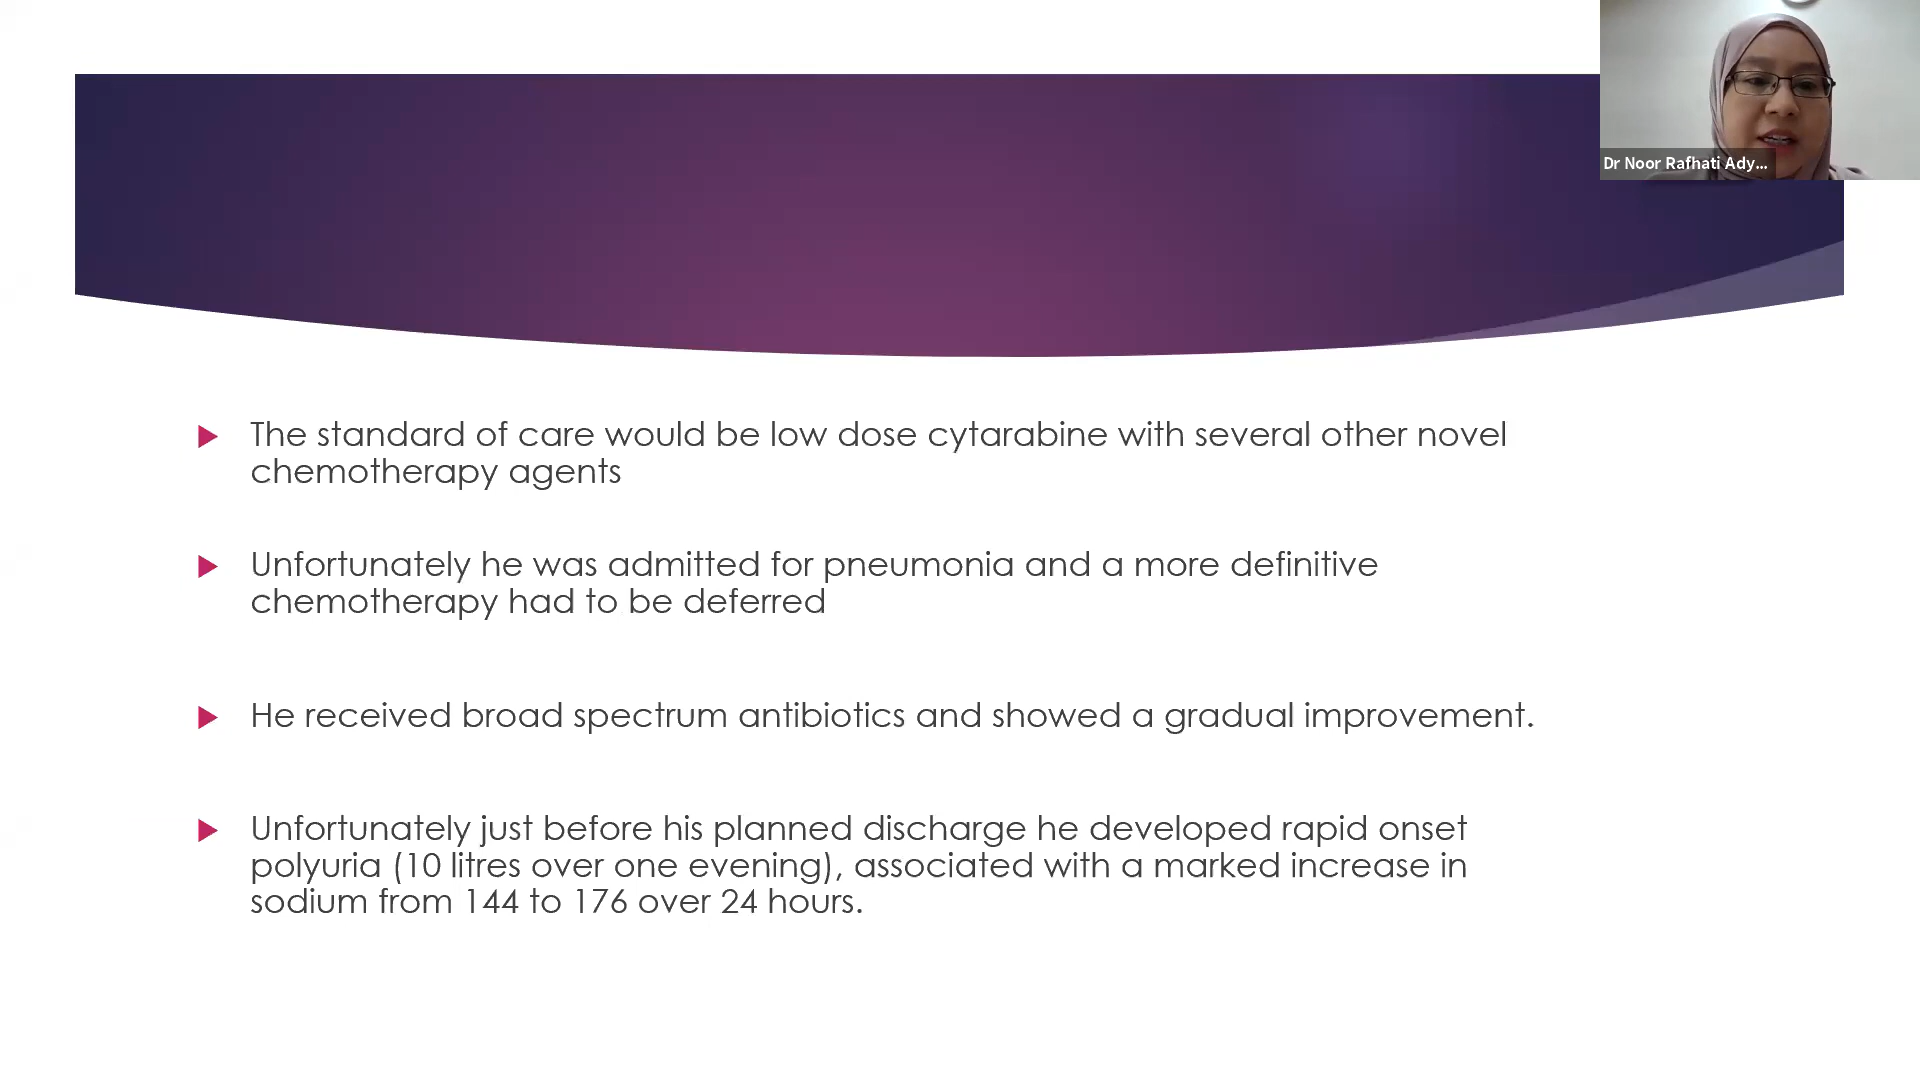 Dr Noor Rafhati Ady...
The standard of care would be low dose cytarabine with several other novel
chemotherapy agents
Unfortunately he was admitted for pneumonia and a more definitive
chemotherapy had to be deferred
He received broad spectrum antibiotics and showed a gradual improvement.
Unfortunately just before his planned discharge he developed rapid onset
polyuria (10 litres over one evening), associated with a marked increase in
sodium from 144 to 176 over 24 hours.